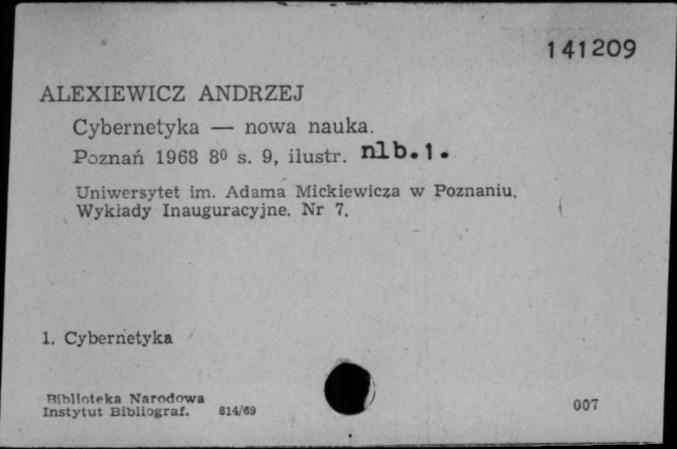 141209
ALEXIEWICZ ANDRZEJ
Cybernetyka — nowa nauka.
Poznań 1968 8⁰ s. 9, ilustr. nlb. 1.
Uniwersytet im. Adama Mickiewicza w Poznaniu.
Wykłady Inauguracyjne. Nr 7.
1. Cybernetyka
Biblioteka Narodowa
Instytut Bibliograf. 814/69
007